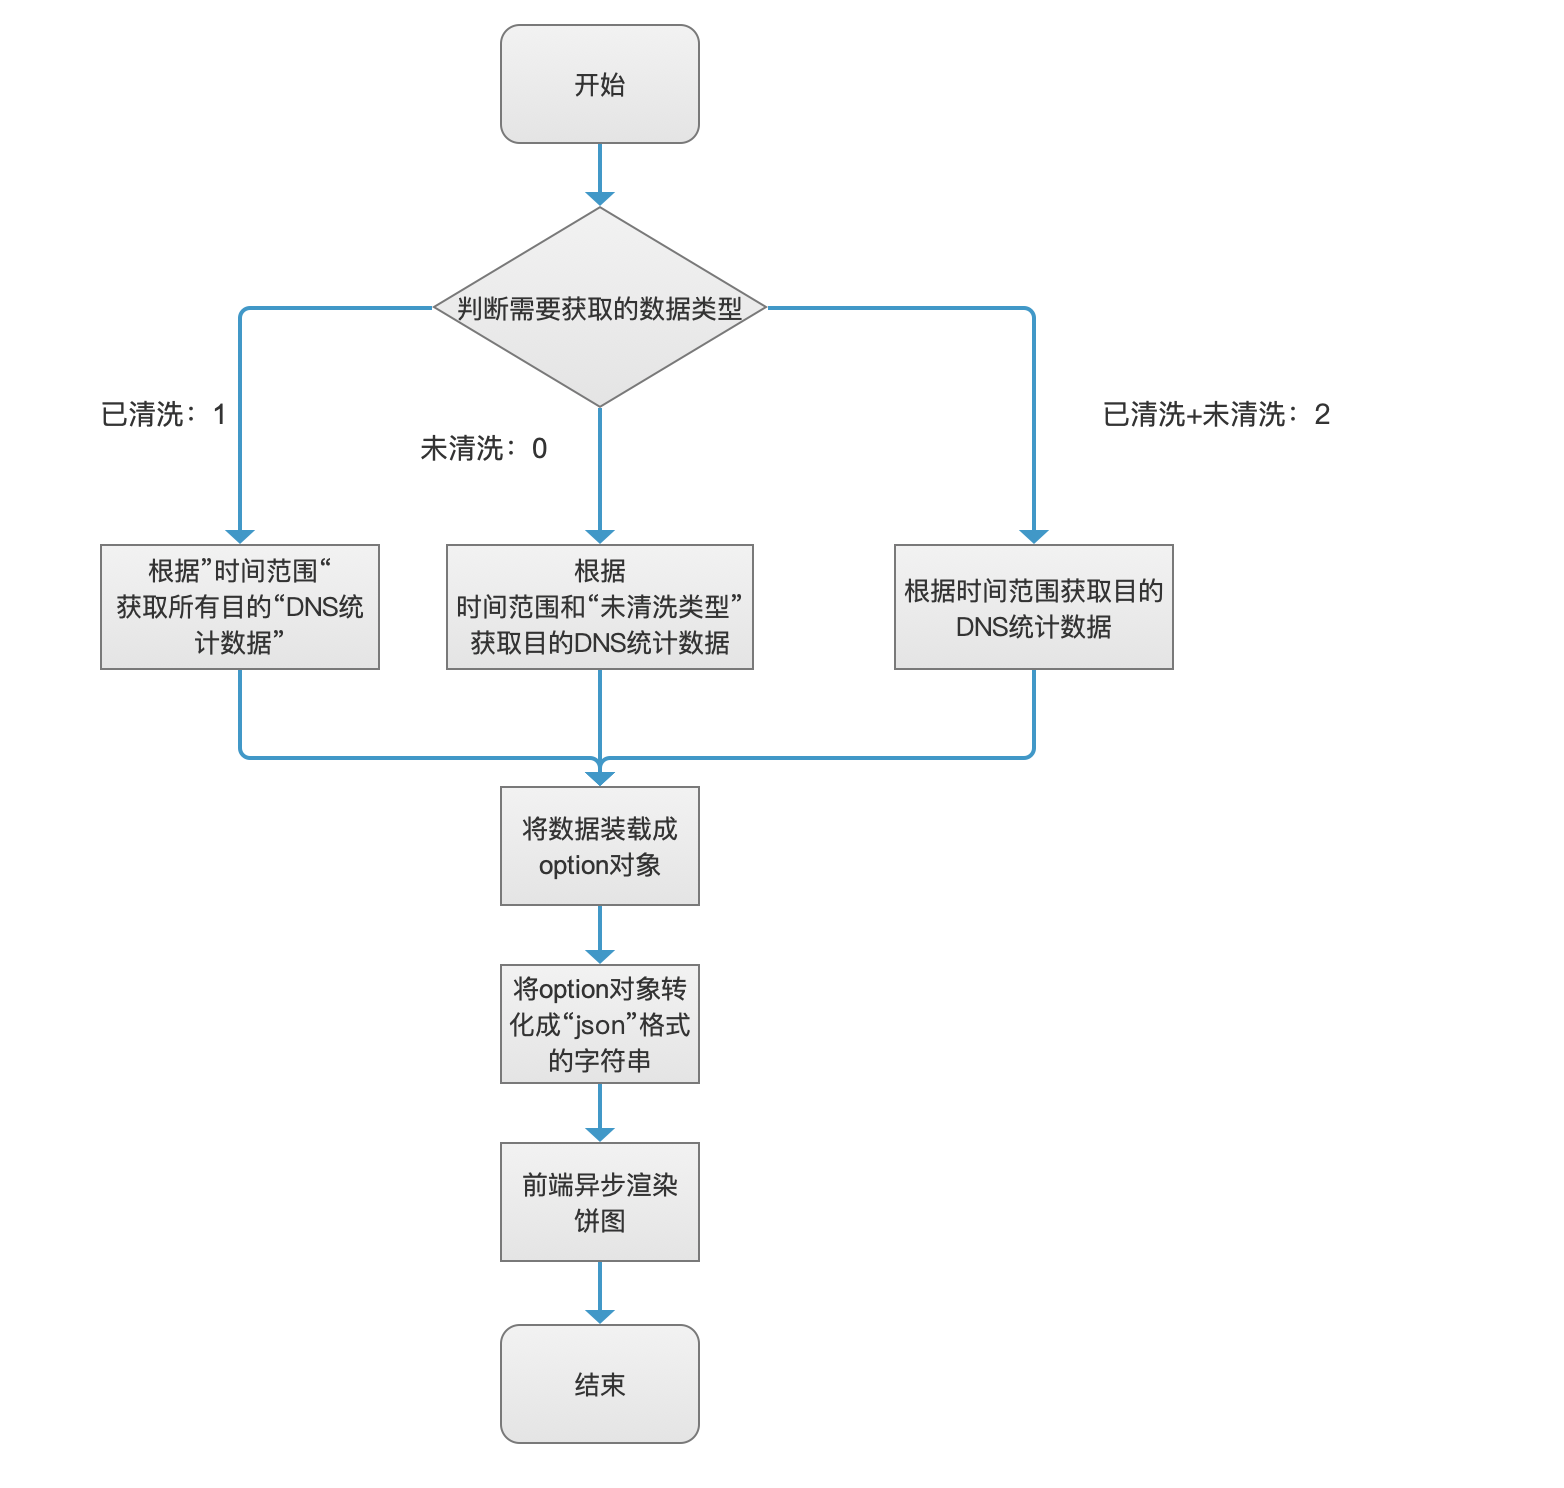 开始
判断需要获取的数据类型
已清洗：1
未清洗：0
已清洗+未清洗：2
根据”时间范围“
获取所有目的“DNS统
计数据”
根据
时间范围和“未清洗类型”
获取目的DNS统计数据
根据时间范围获取目的
DNS统计数据
将数据装载成
option对象
将option对象转
化成“json”格式
的字符串
前端异步渲染
饼图
结束